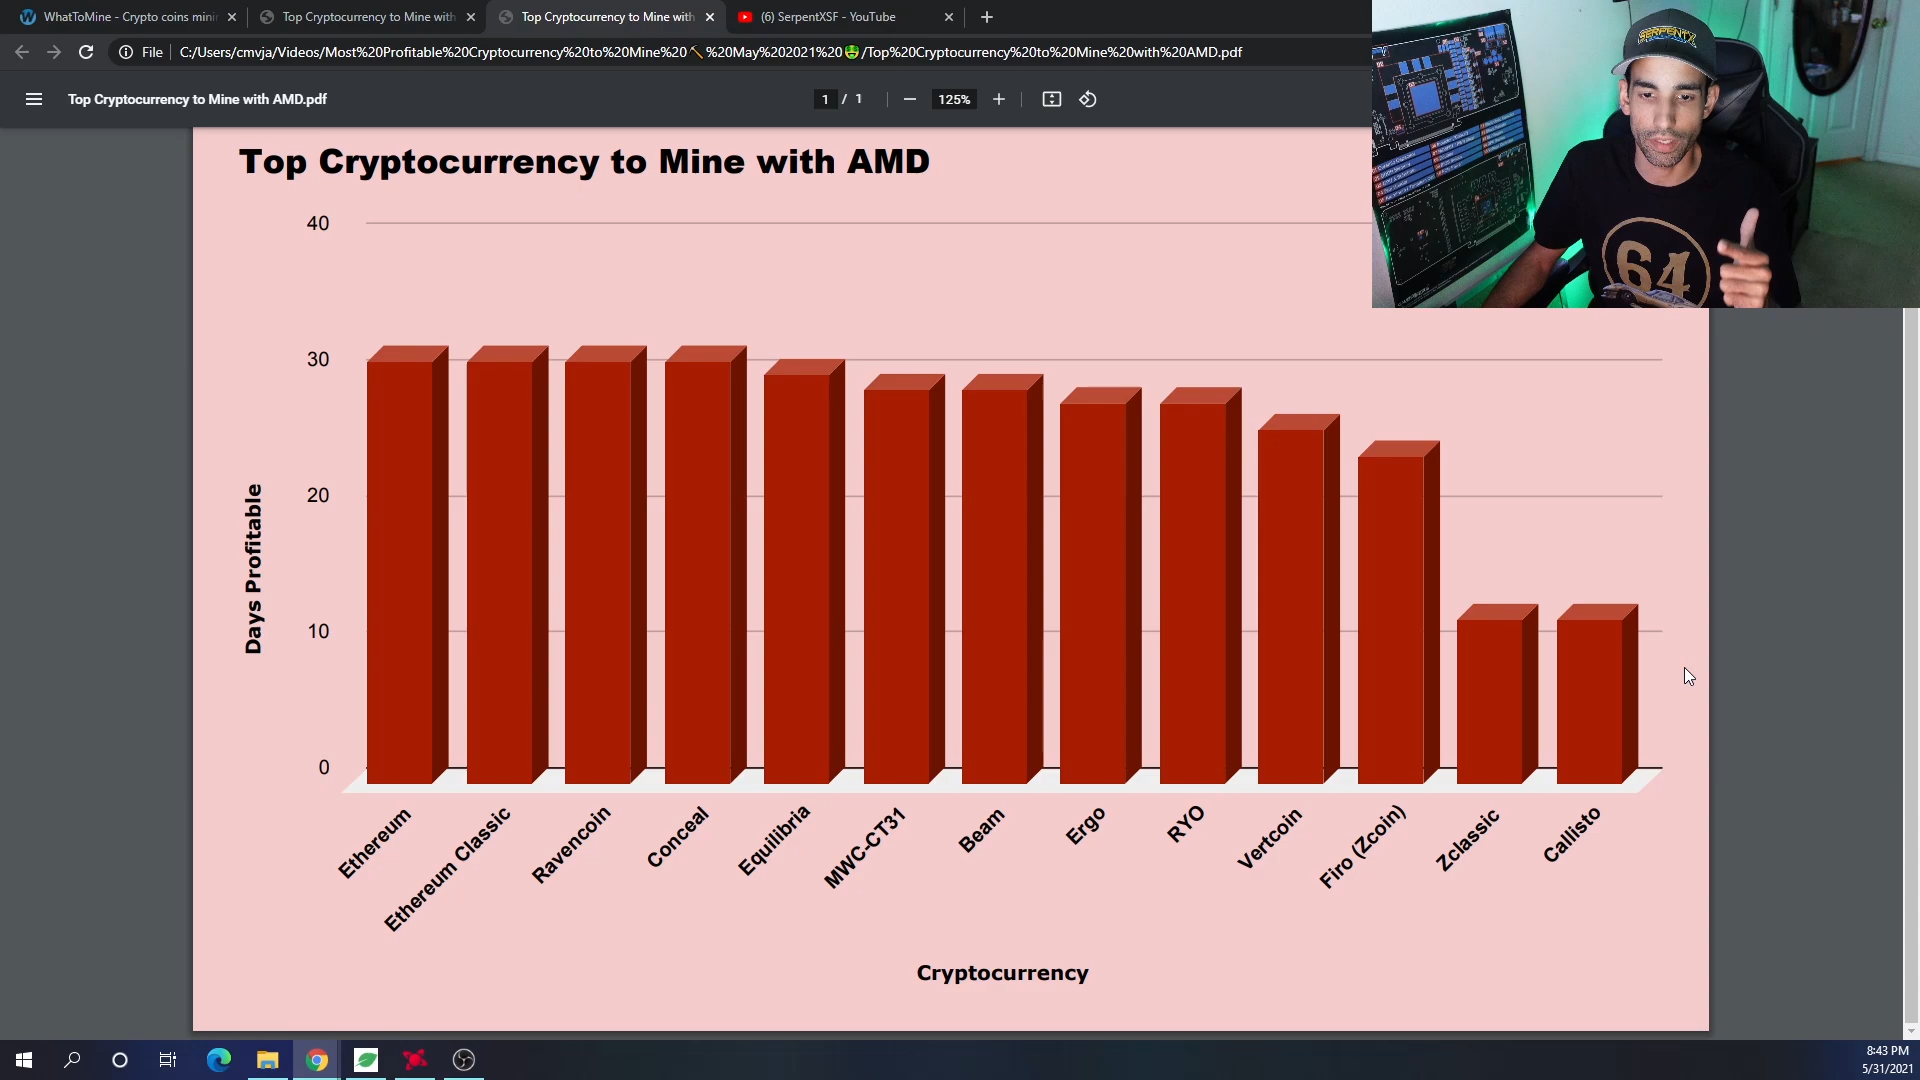 WhatToMine - Crypto coins mini
Top Cryptocurrency to Mine with
Top Cryptocurrency to Mine with
(6) SerpentXSF - YouTube
File
C:/Users/cmvja/Videos/Most%20Profitable%20Cryptocurrency%20to%20Mine%20⛏%20May%202021%20🤑/Top%20Cryptocurrency%20to%20Mine%20with%20AMD.pdf
Top Cryptocurrency to Mine with AMD.pdf
1 / 1
125%
SERPENTX
64
Top Cryptocurrency to Mine with AMD
40
30
20
10
0
Days Profitable
Ethereum
Ethereum Classic
Ravencoin
Conceal
Equilibria
MWC-CT31
Beam
Ergo
RYO
Vertcoin
Firo (Zcoin)
Zclassic
Callisto
Cryptocurrency
8:43 PM
5/31/2021